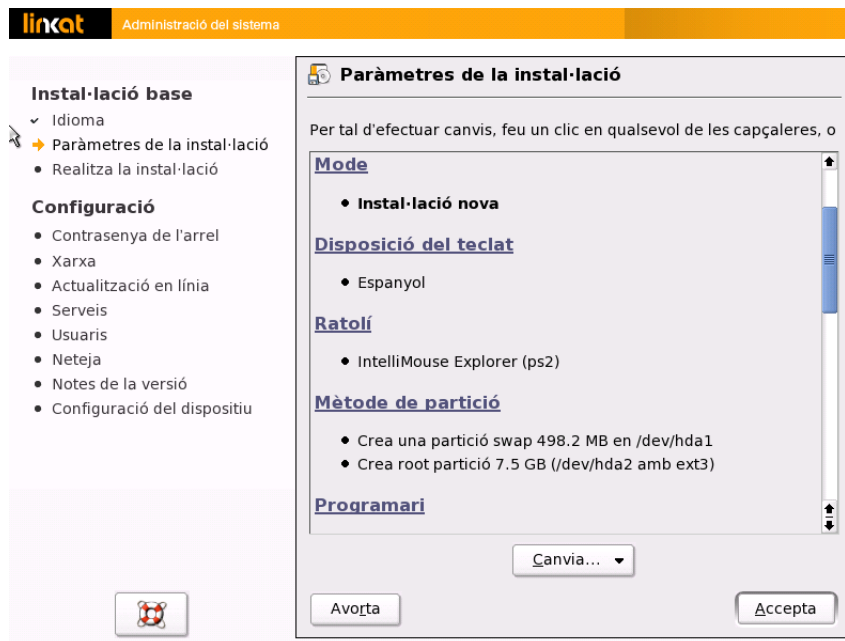 linkat
Administració del sistema
Instal·lació base
Idioma
Paràmetres de la instal·lació
Realitza la instal·lació
Configuració
Contrasenya de l'arrel
Xarxa
Actualització en línia
Serveis
Usuaris
Neteja
Notes de la versió
Configuració del dispositiu
Paràmetres de la instal·lació
Per tal d'efectuar canvis, feu un clic en qualsevol de les capçaleres, o
Mode
Instal·lació nova
Disposició del teclat
Espanyol
Ratolí
IntelliMouse Explorer (ps2)
Mètode de partició
Crea una partició swap 498.2 MB en /dev/hda1
Crea root partició 7.5 GB (/dev/hda2 amb ext3)
Programari
Canvia...
Avorta
Accepta